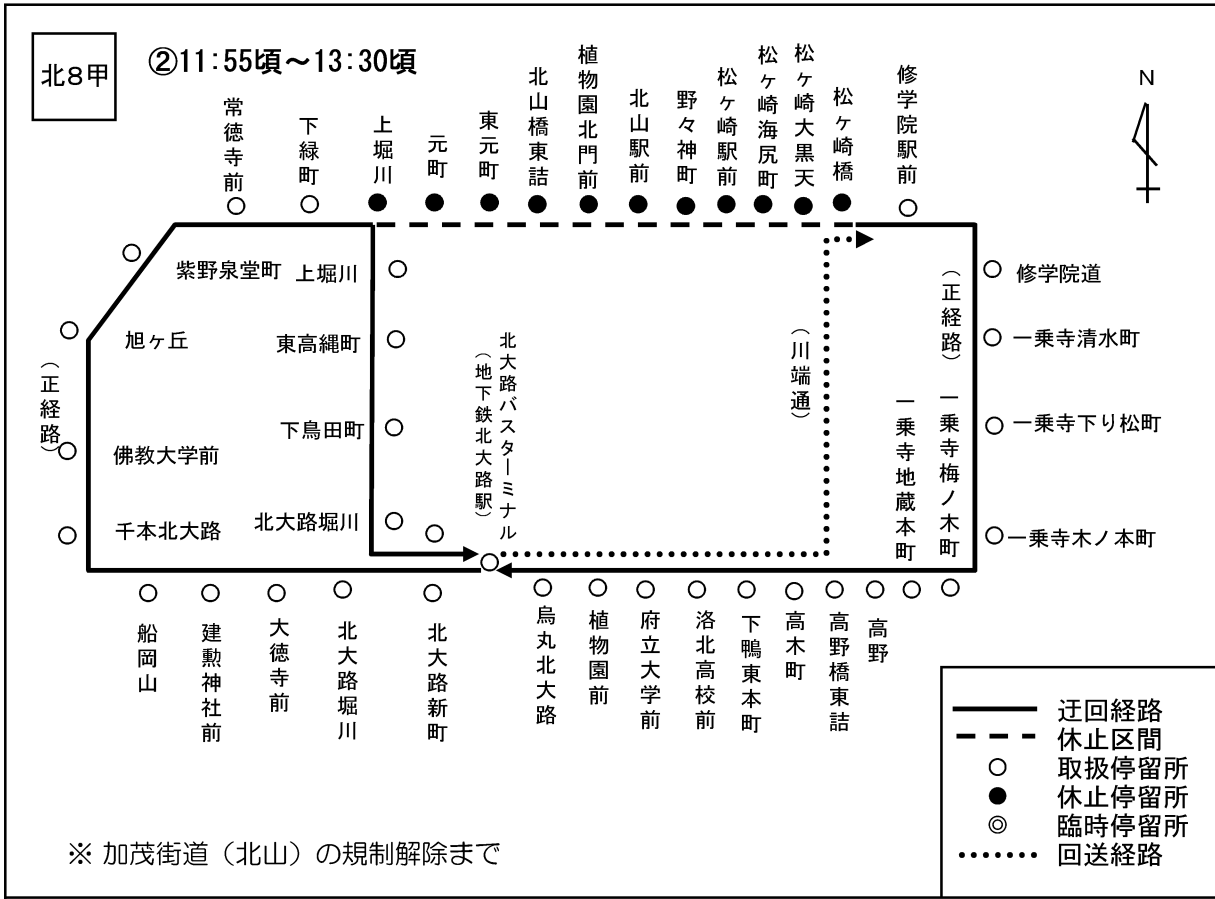 北8甲
②11:55頃～13:30頃
常徳寺前
下緑町
上堀川
元町
東元町
北山橋東詰
植物園北門前
北山駅前
野々神町
松ヶ崎駅前
松ヶ崎海尻町
松ヶ崎大黒天
松ヶ崎橋
修学院駅前
N
紫野泉堂町
旭ヶ丘
（正経路）
佛教大学前
千本北大路
上堀川
東高縄町
下鳥田町
北大路堀川
北大路バスターミナル
（地下鉄北大路駅）
（川端通）
（正経路）
修学院道
一乗寺清水町
一乗寺下り松町
一乗寺木ノ本町
一乗寺梅ノ木町
一乗寺地蔵本町
船岡山
建勲神社前
大徳寺前
北大路堀川
北大路新町
烏丸北大路
植物園前
府立大学前
洛北高校前
下鴨東本町
高木町
高野橋東詰
高野
迂回経路
休止区間
取扱停留所
休止停留所
臨時停留所
回送経路
※ 加茂街道（北山）の規制解除まで